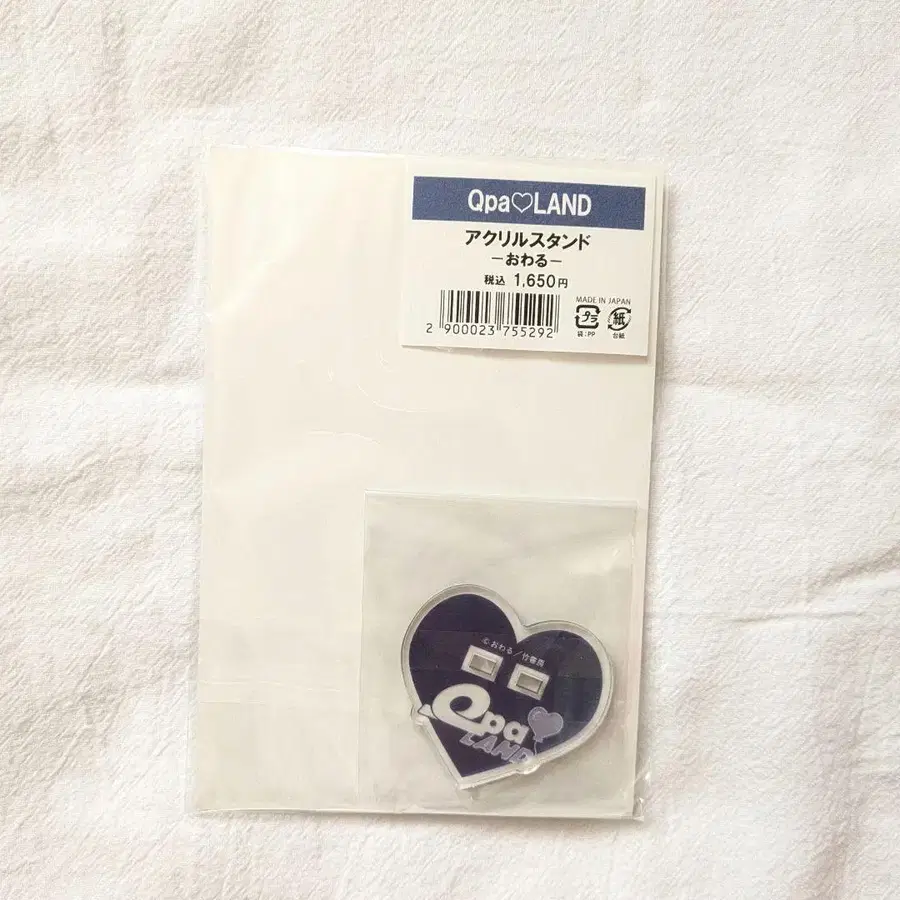 Qpa♡LAND
アクリルスタンド
−おわる−
税込 1,650円
MADE IN JAPAN
2 900023 755292
プラ
紙
袋:PP
台紙
©おわる/竹書房
Qpa
LAND